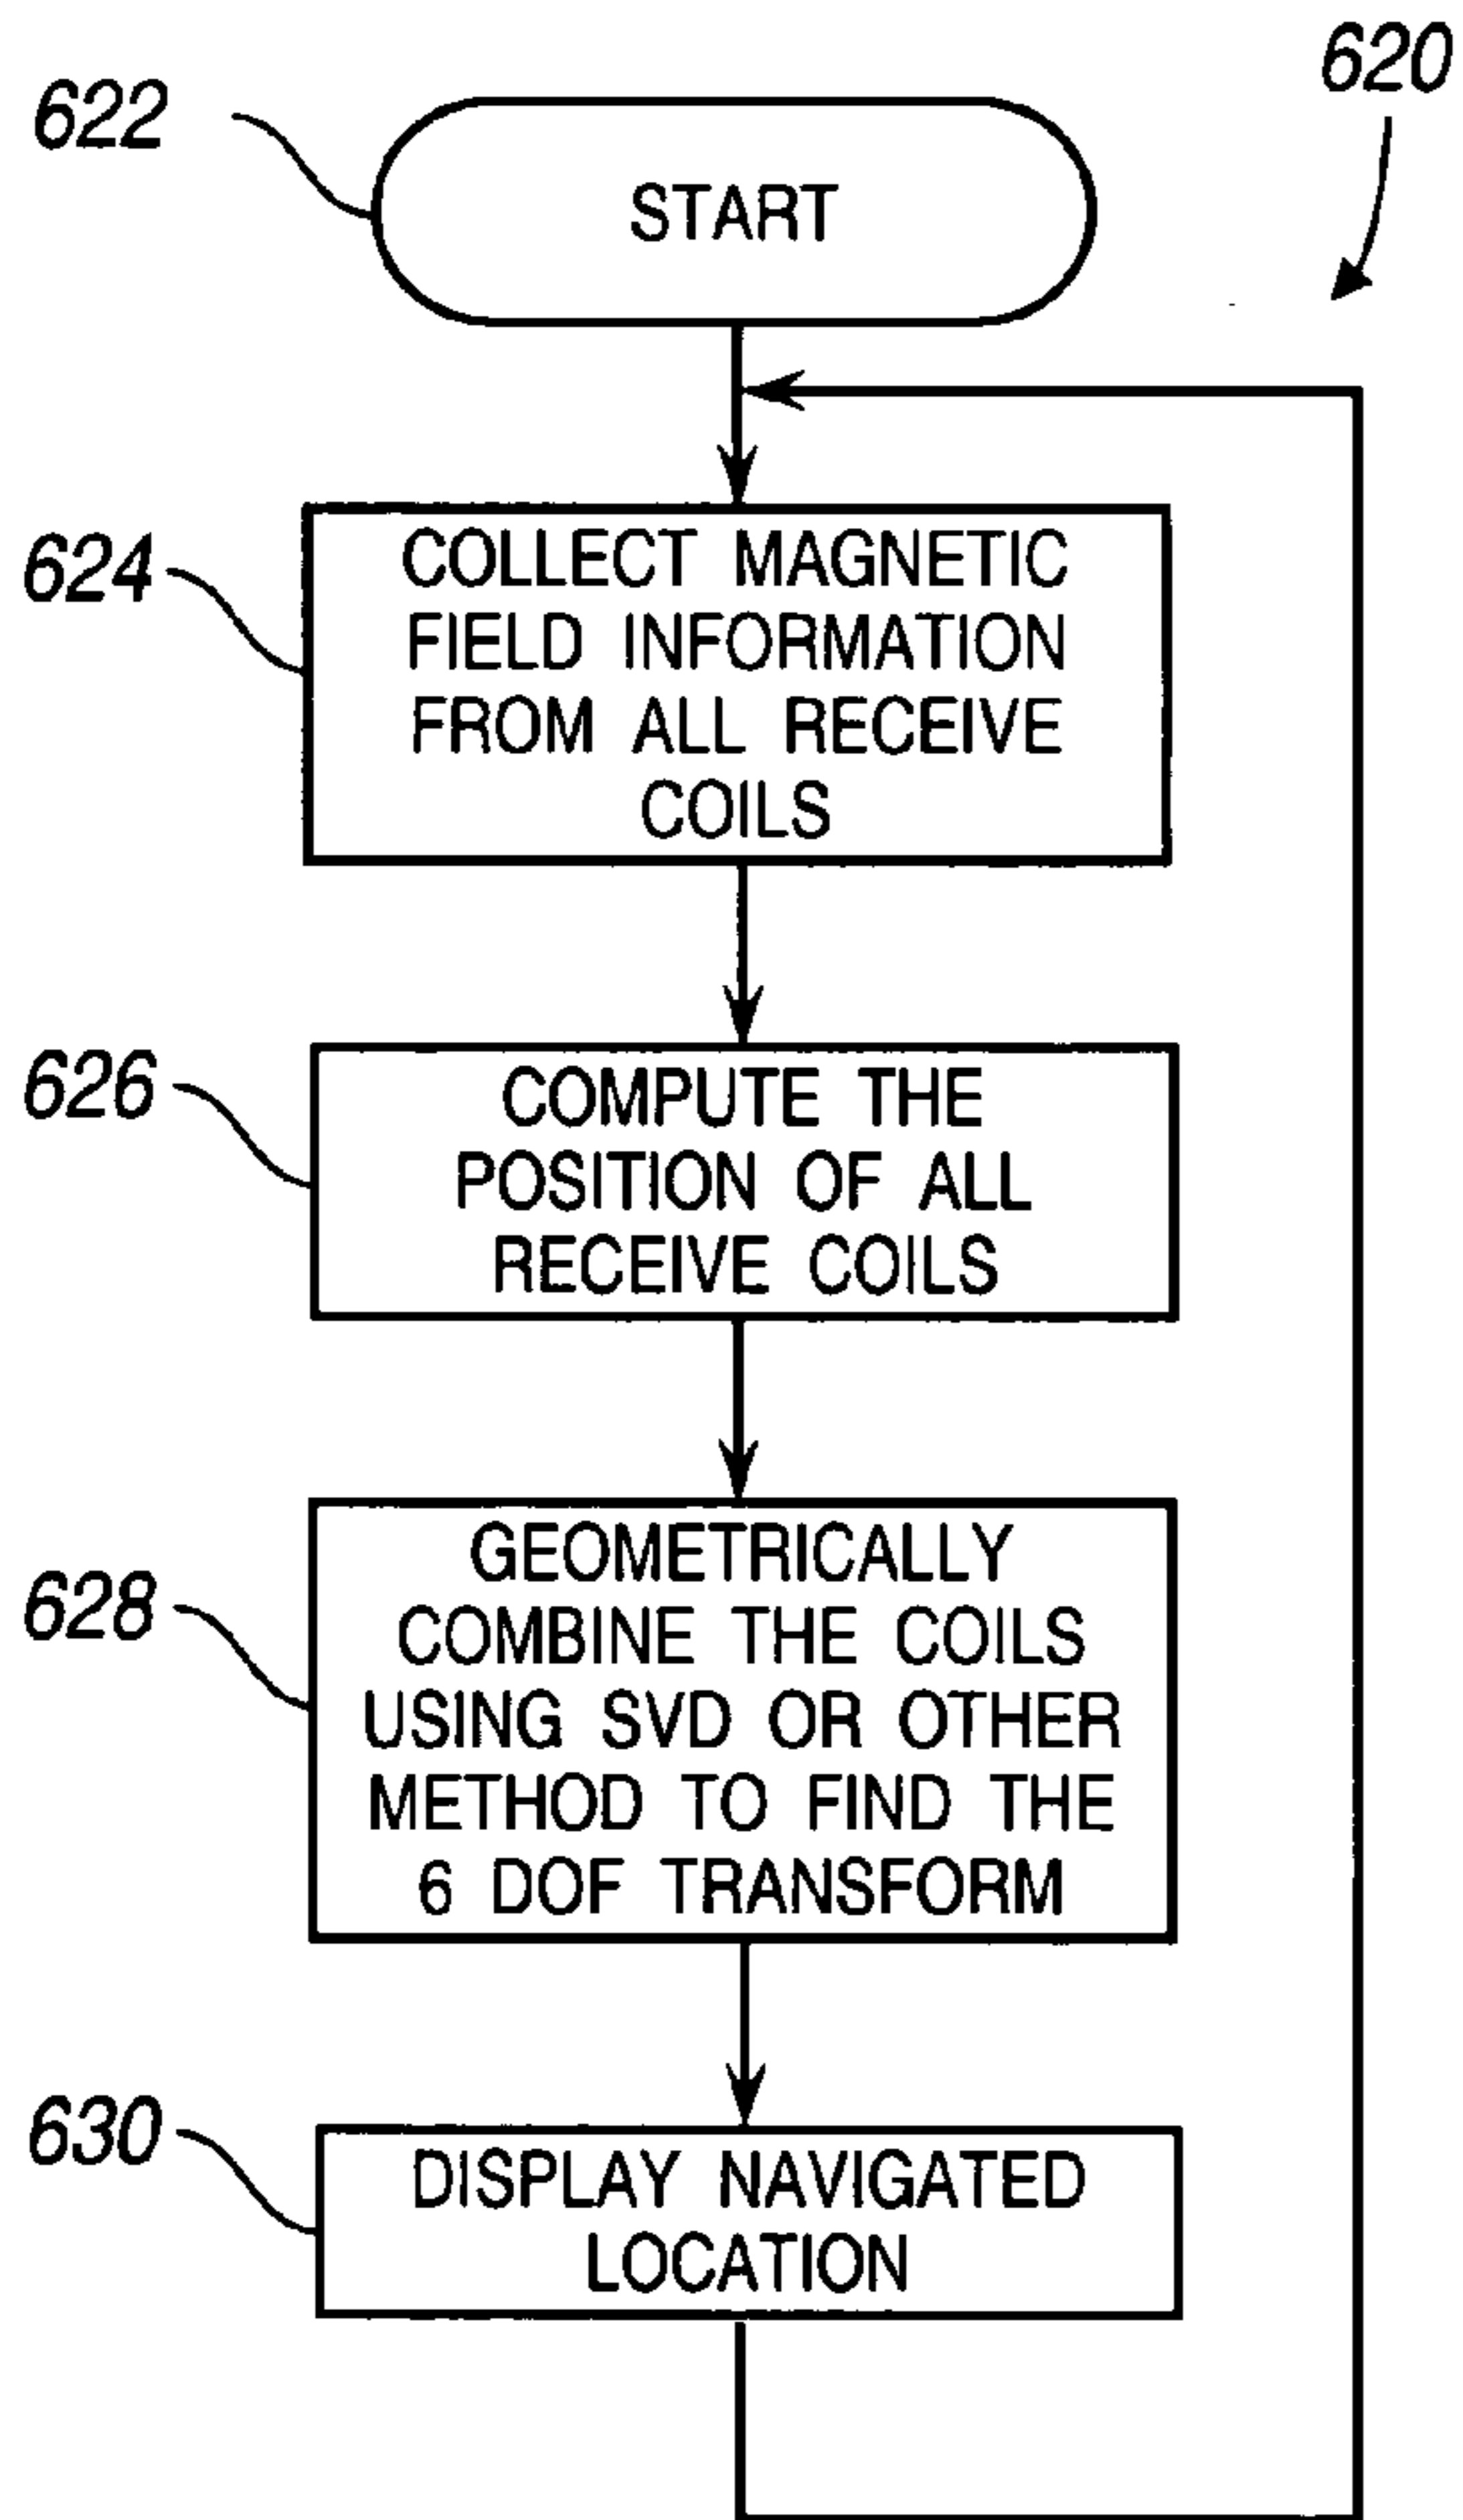 620
622
START
624
COLLECT MAGNETIC
FIELD INFORMATION
FROM ALL RECEIVE
COILS
626
COMPUTE THE
POSITION OF ALL
RECEIVE COILS
628
GEOMETRICALLY
COMBINE THE COILS
USING SVD OR OTHER
METHOD TO FIND THE
6 DOF TRANSFORM
630
DISPLAY NAVIGATED
LOCATION